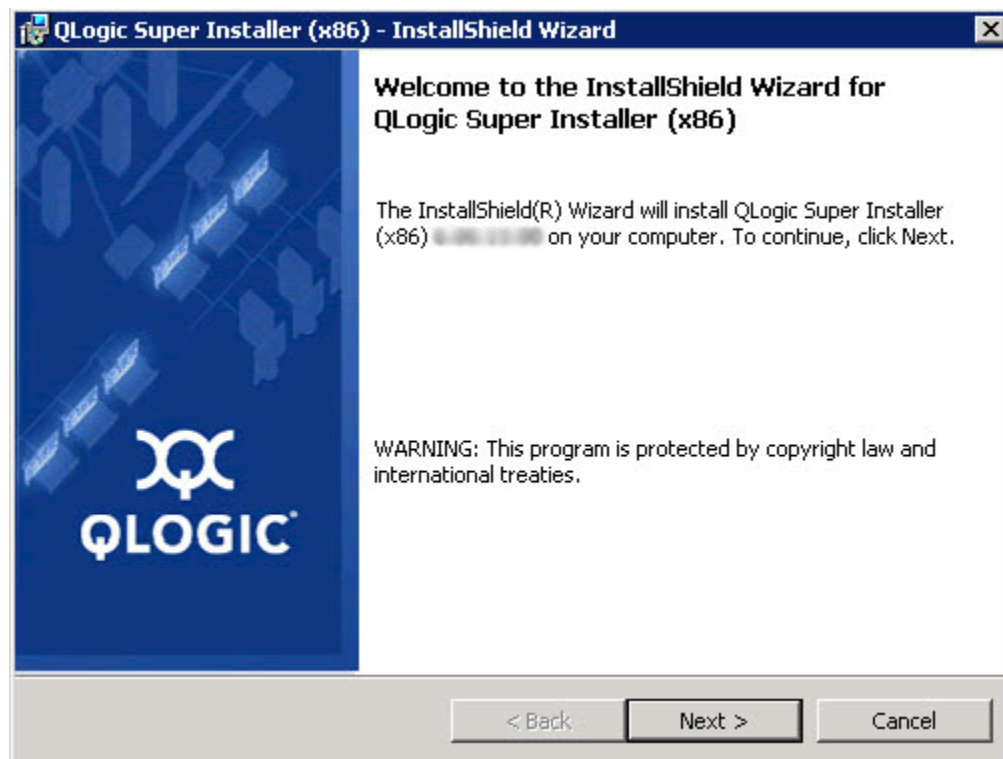 QLogic Super Installer (x86) - InstallShield Wizard
Welcome to the InstallShield Wizard for
QLogic Super Installer (x86)
The InstallShield(R) Wizard will install QLogic Super Installer
(x86) on your computer. To continue, click Next.
WARNING: This program is protected by copyright law and
international treaties.
QLOGIC
< Back
Next >
Cancel